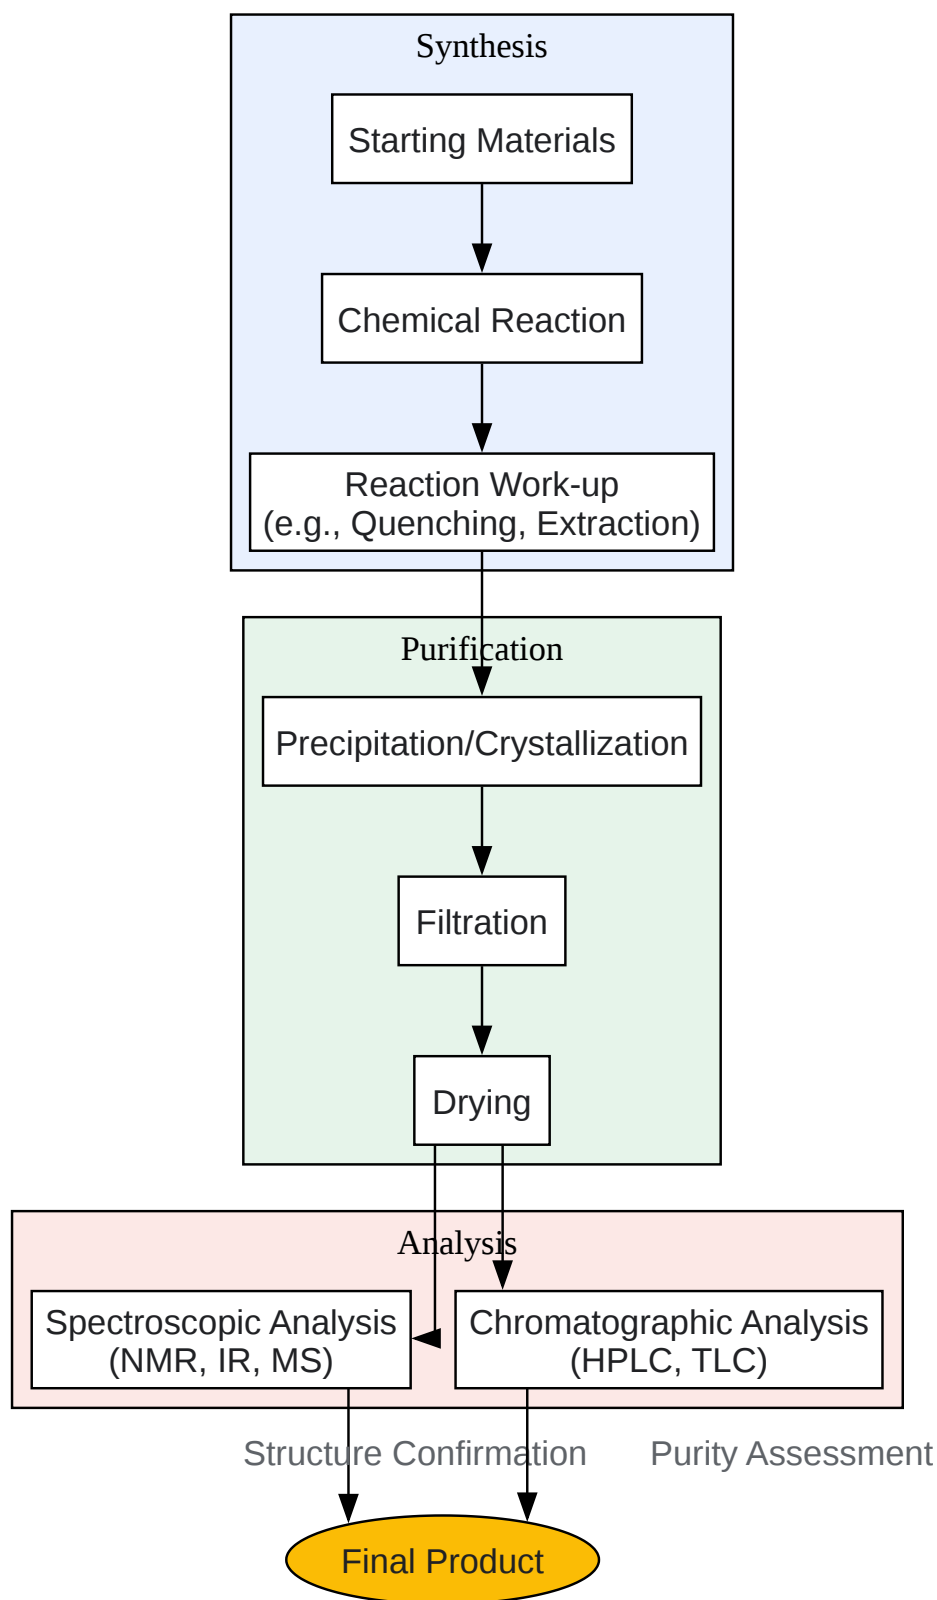 Synthesis
Starting Materials
Chemical Reaction
Reaction Work-up
(e.g., Quenching, Extraction)
Purification
Precipitation/Crystallization
Filtration
Drying
Analysis
Spectroscopic Analysis
(NMR, IR, MS)
Chromatographic Analysis
(HPLC, TLC)
Structure Confirmation
Purity Assessment
Final Product